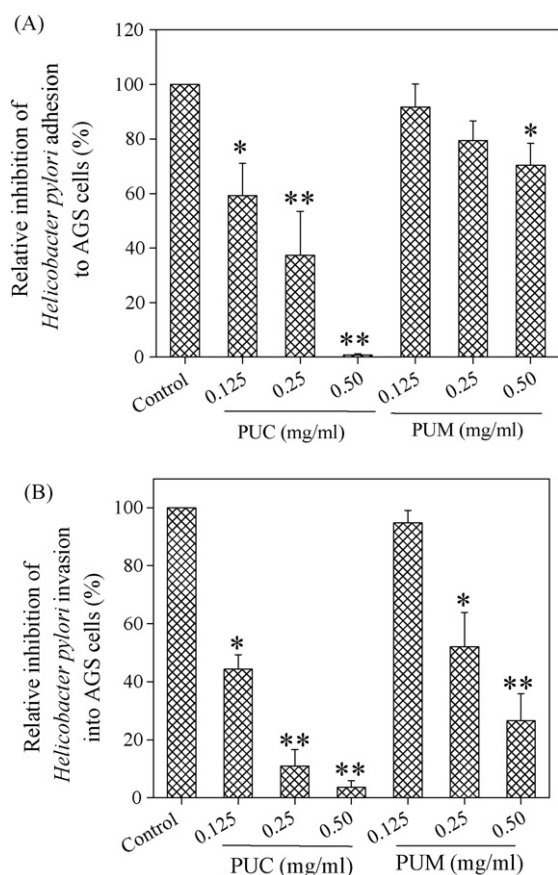 (A)
Relative inhibition of
Helicobacter pylori adhesion
to AGS cells (%)
120
100
80
60
40
20
0
*
**
**
*
Control
0.125
0.25
0.50
0.125
0.25
0.50
PUC (mg/ml)
PUM (mg/ml)
(B)
Relative inhibition of
Helicobacter pylori invasion
into AGS cells (%)
100
80
60
40
20
0
*
**
**
*
**
Control
0.125
0.25
0.50
0.125
0.25
0.50
PUC (mg/ml)
PUM (mg/ml)